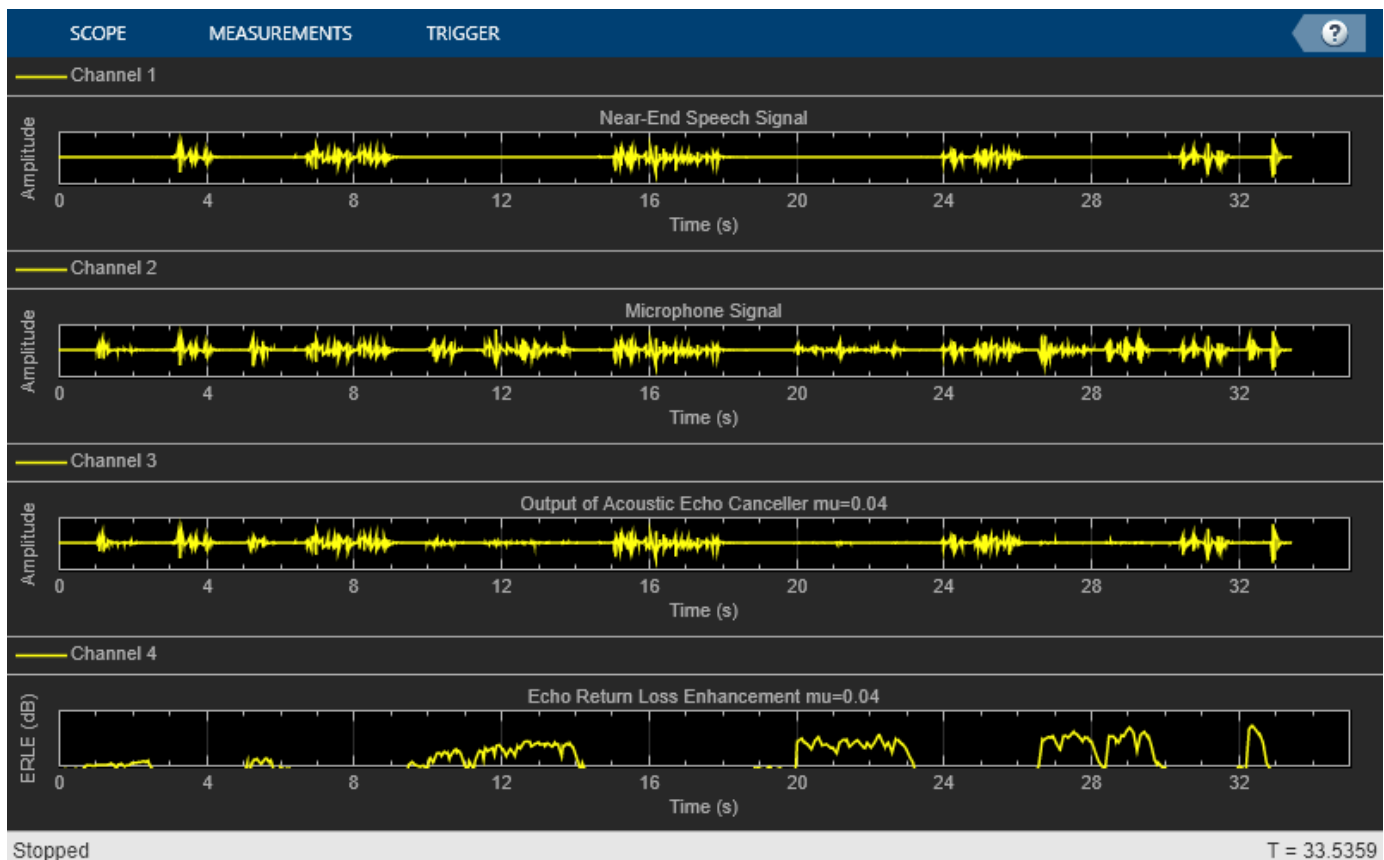 SCOPE MEASUREMENTS TRIGGER ?
Channel 1
Near-End Speech Signal
Amplitude
0 4 8 12 16 20 24 28 32
Time (s)
Channel 2
Microphone Signal
Amplitude
0 4 8 12 16 20 24 28 32
Time (s)
Channel 3
Output of Acoustic Echo Canceller mu=0.04
Amplitude
0 4 8 12 16 20 24 28 32
Time (s)
Channel 4
Echo Return Loss Enhancement mu=0.04
ERLE (dB)
0 4 8 12 16 20 24 28 32
Time (s)
Stopped T = 33.5359